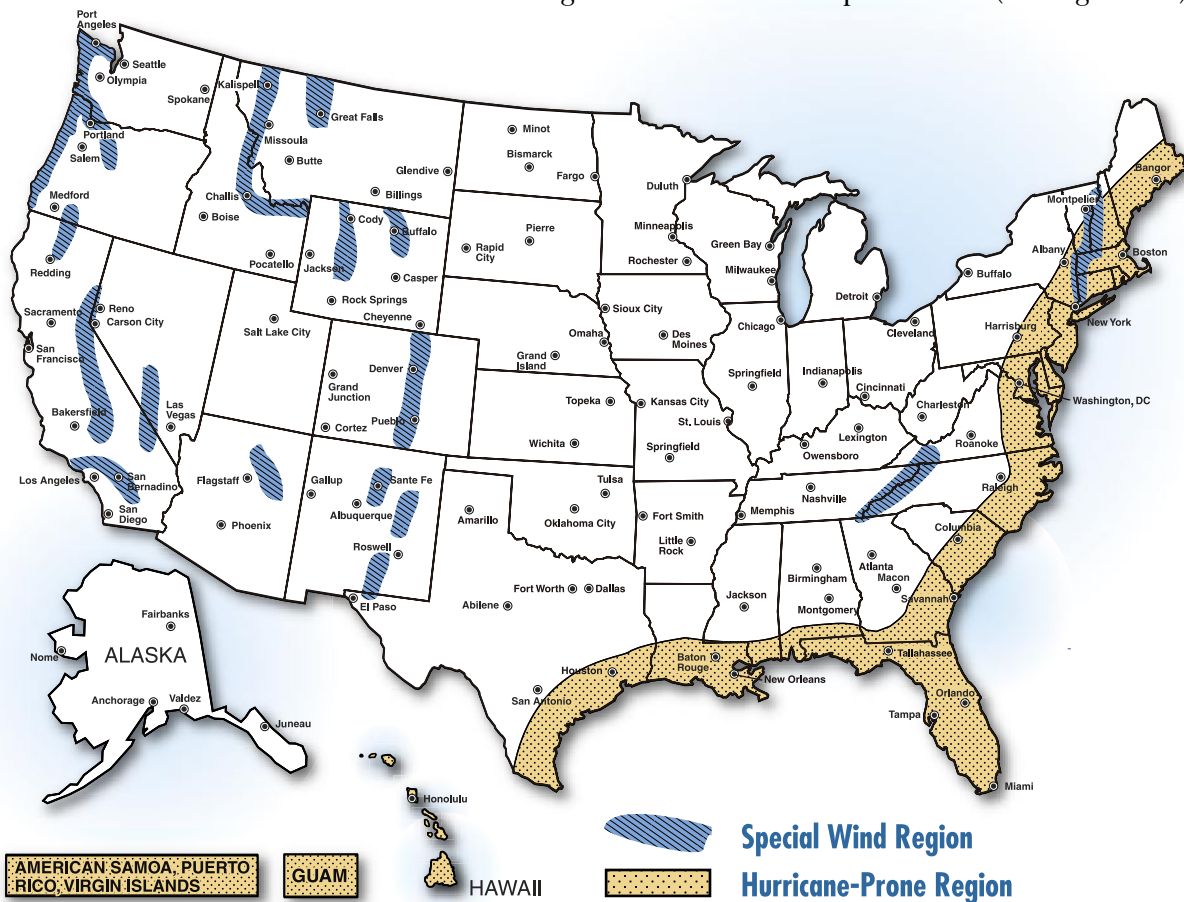 Port
Angeles
Seattle
Olympia
Spokane
Portland
Salem
Medford
Kalispell
Great Falls
Missoula
Butte
Glendive
Billings
Challis
Boise
Pocatello
Cody
Buffalo
Jackson
Casper
Rock Springs
Cheyenne
Minot
Bismarck
Fargo
Pierre
Rapid
City
Duluth
Minneapolis
Rochester
Green Bay
Milwaukee
Sioux City
Des
Moines
Omaha
Grand
Island
Chicago
Detroit
Cleveland
Buffalo
Albany
Montpelier
Bangor
Boston
New York
Harrisburg
Washington, DC
Redding
Reno
Sacramento
Carson City
San
Francisco
Salt Lake City
Bakersfield
Las
Vegas
Los Angeles
San
Bernadino
San
Diego
Denver
Grand
Junction
Pueblo
Cortez
Topeka
Kansas City
Wichita
St. Louis
Springfield
Springfield
Indianapolis
Cincinnati
Charleston
Lexington
Owensboro
Roanoke
Raleigh
Flagstaff
Phoenix
Gallup
Sante Fe
Albuquerque
Roswell
El Paso
Amarillo
Tulsa
Oklahoma City
Fort Smith
Little
Rock
Nashville
Memphis
Columbia
Atlanta
Macon
Savannah
Birmingham
Montgomery
Jackson
Fort Worth
Dallas
Abilene
Houston
San Antonio
Baton
Rouge
New Orleans
Tallahassee
Orlando
Tampa
Miami
Fairbanks
Nome
ALASKA
Anchorage
Valdez
Juneau
Honolulu
HAWAII
AMERICAN SAMOA, PUERTO
RICO, VIRGIN ISLANDS
GUAM
Special Wind Region
Hurricane-Prone Region